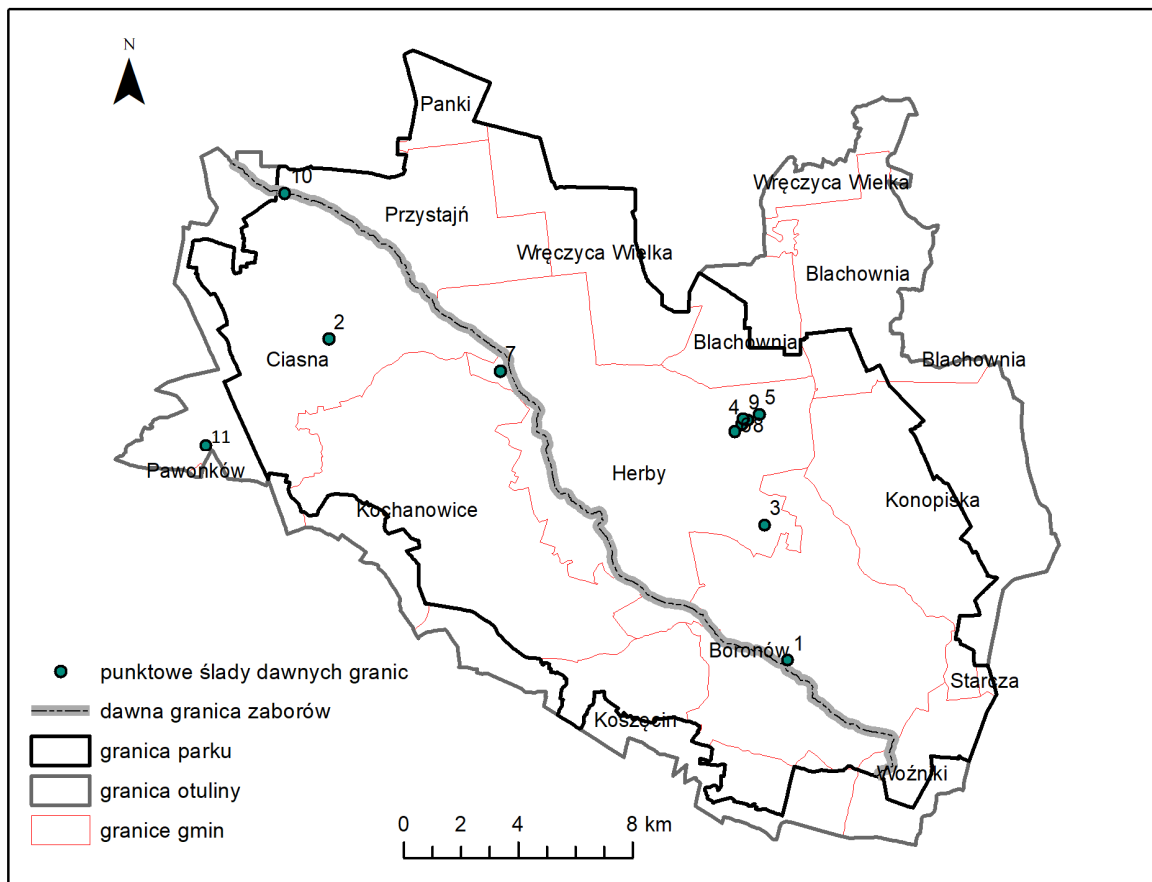 N
Panki
10
Wręczyca Wielka
Przystajń
Wręczyca Wielka
Blachownia
2
Blachownia
Ciasna
7
Blachownia
9 5
4
68
11
Pawonków
Herby
Konopiska
Kochanowice
3
1
Boronów
punktowe ślady dawnych granic
Starcza
dawna granica zaborów
Koszęcin
granica parku
Woźniki
granica otuliny
granice gmin
0 2 4 8 km